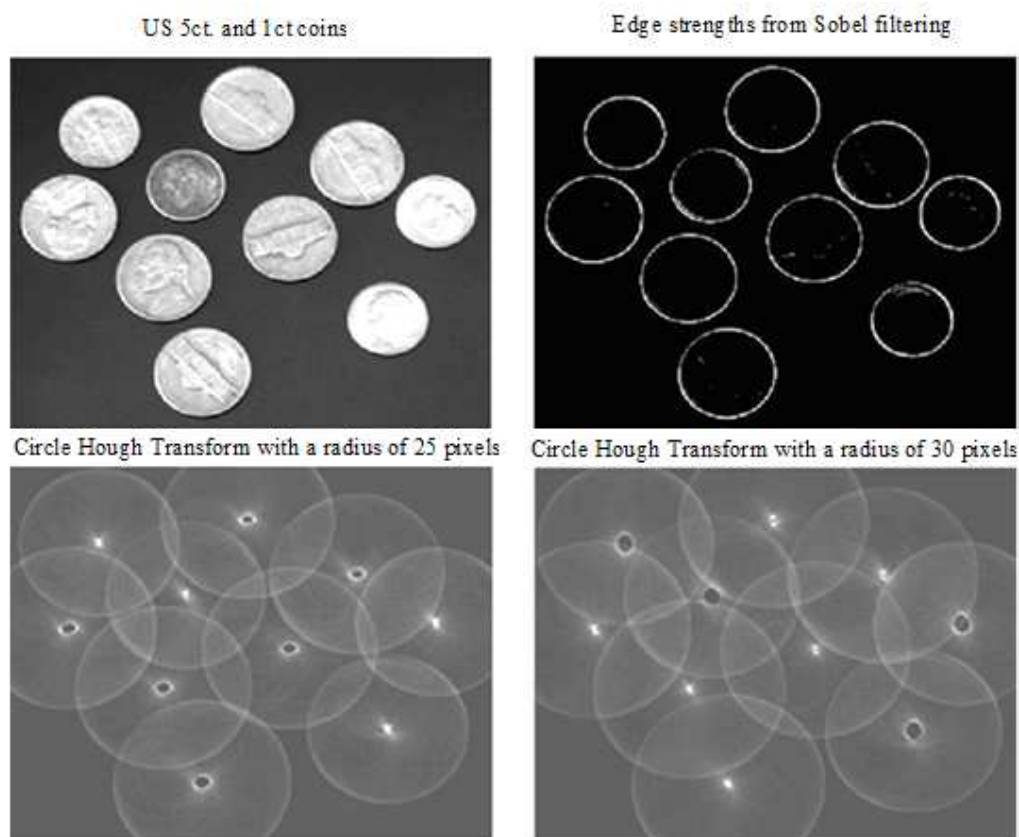 US 5ct. and 1ct coins
Edge strengths from Sobel filtering
Circle Hough Transform with a radius of 25 pixels
Circle Hough Transform with a radius of 30 pixels